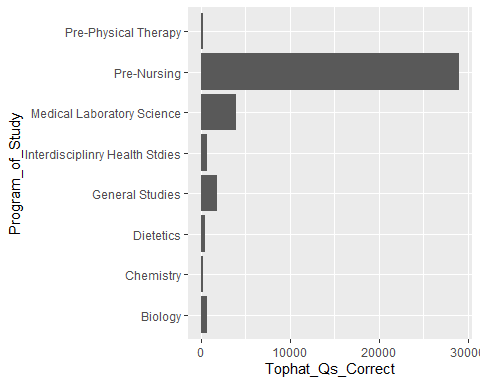 Pre-Physical Therapy
Pre-Nursing
Medical Laboratory Science
Interdisciplinry Health Stdies
General Studies
Dietetics
Chemistry
Biology
Program_of_Study
0 10000 20000 30000
Tophat_Qs_Correct